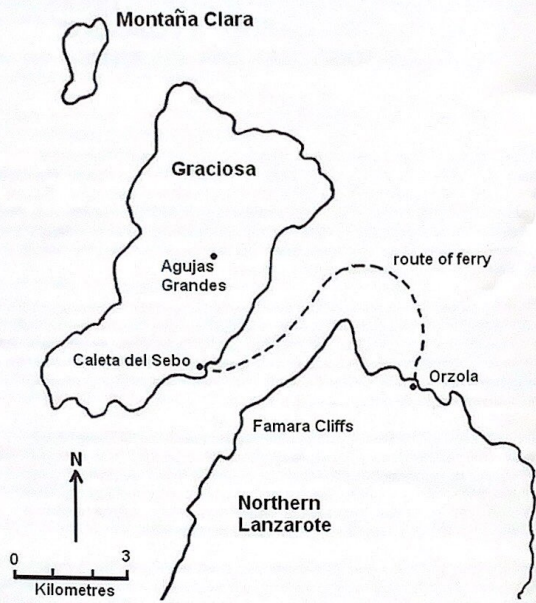 Montaña Clara
Graciosa
Agujas
Grandes
route of ferry
Caleta del Sebo
Orzola
Famara Cliffs
N
Northern
Lanzarote
0 3
Kilometres